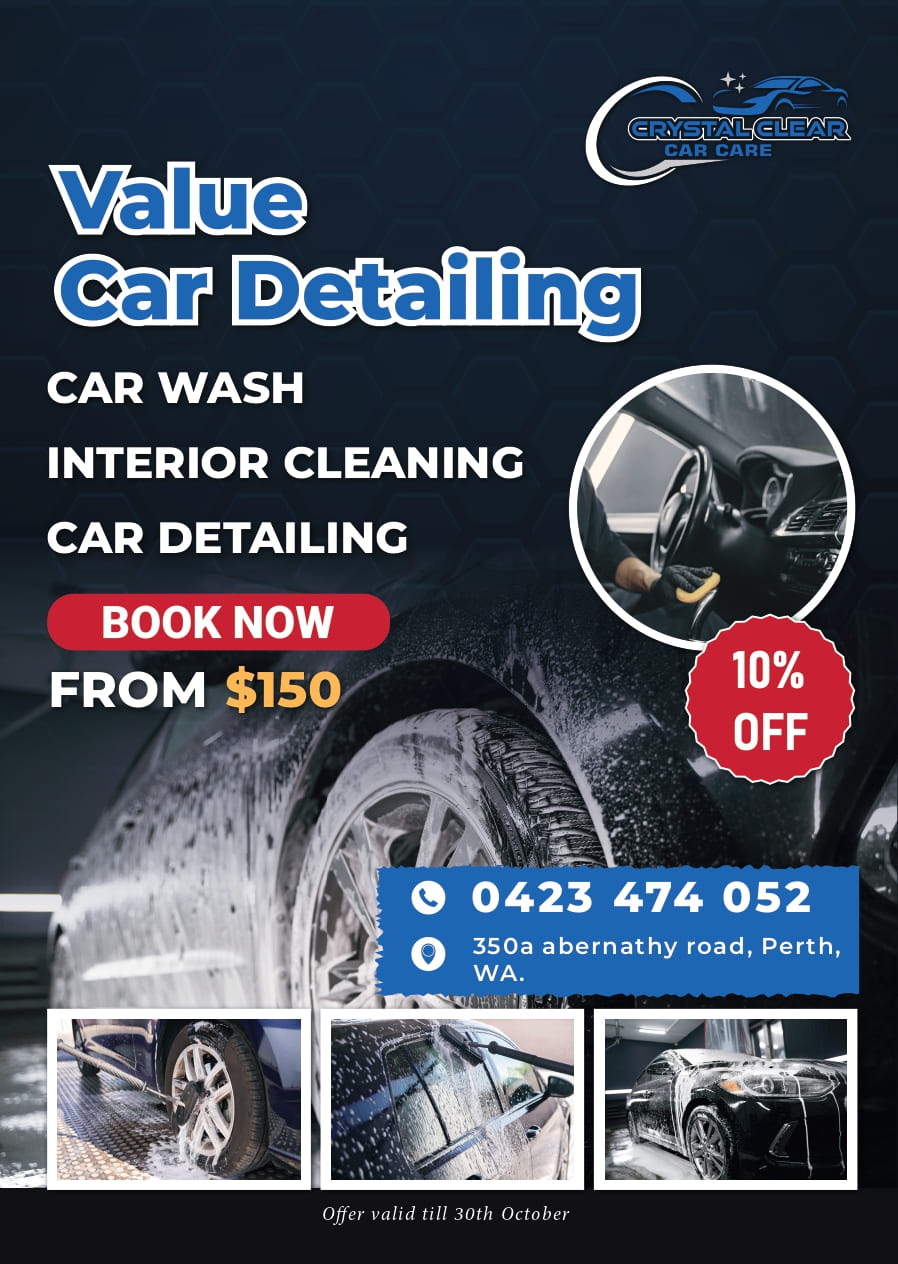 CRYSTAL CLEAR
CAR CARE
Value
Car Detailing
CAR WASH
INTERIOR CLEANING
CAR DETAILING
BOOK NOW
FROM $150
10%
OFF
0423 474 052
350a abernathy road, Perth,
WA.
Offer valid till 30th October